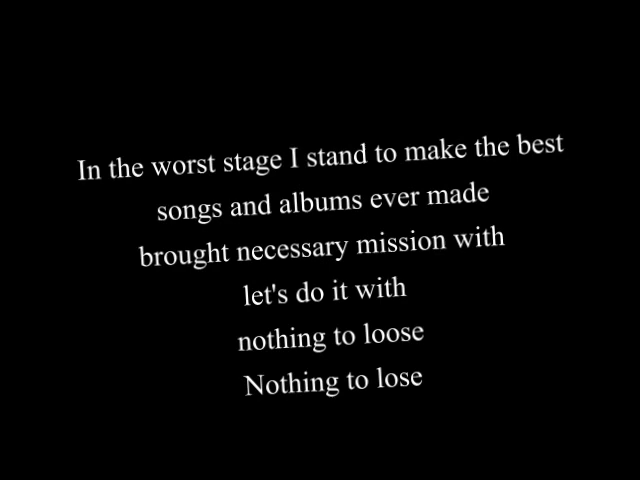 In the worst stage I stand to make the best
songs and albums ever made
brought necessary mission with
let's do it with
nothing to loose
Nothing to lose